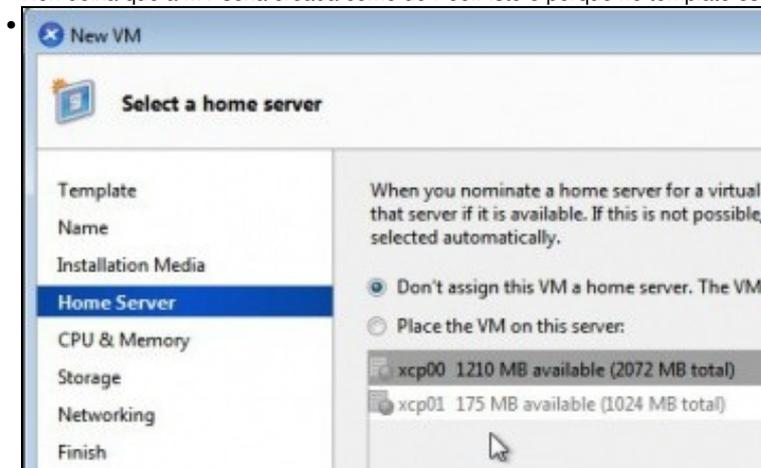 New VM
Select a home server
Template
Name
Installation Media
Home Server
CPU & Memory
Storage
Networking
Finish
When you nominate a home server for a virtual
that server if it is available. If this is not possible,
selected automatically.
Don't assign this VM a home server. The VM
Place the VM on this server:
xcp00 1210 MB available (2072 MB total)
xcp01 175 MB available (1024 MB total)